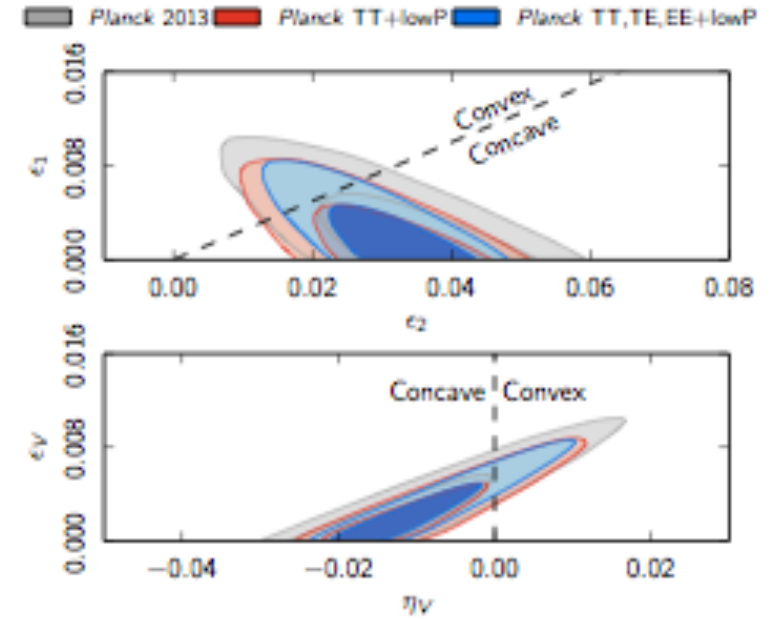 Planck 2013 Planck TT+lowP Planck TT,TE,EE+lowP
0.016
0.008
0.000
ϵ1
Convex
Concave
0.00 0.02 0.04 0.06 0.08
ϵ2
0.016
0.008
0.000
ϵV
Concave Convex
−0.04 −0.02 0.00 0.02
ηV